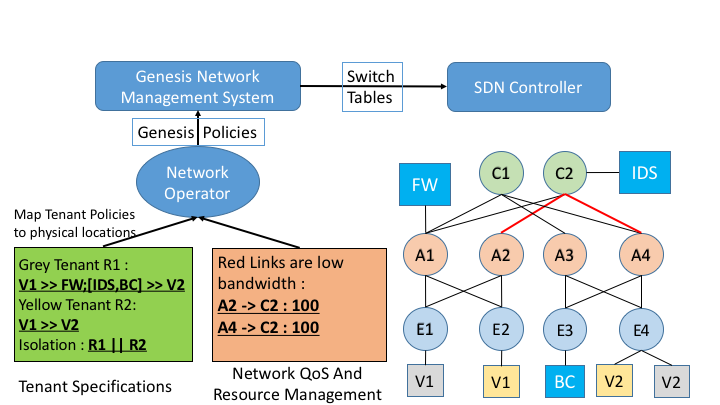 Genesis Network
Management System
Switch
Tables
SDN Controller
Genesis Policies
Network
Operator
Map Tenant Policies
to physical locations
Grey Tenant R1 :
V1 >> FW;[IDS,BC] >> V2
Yellow Tenant R2:
V1 >> V2
Isolation : R1 || R2
Tenant Specifications
Red Links are low
bandwidth :
A2 -> C2 : 100
A4 -> C2 : 100
Network QoS And
Resource Management
FW
C1
C2
IDS
A1
A2
A3
A4
E1
E2
E3
E4
V1
V1
BC
V2
V2